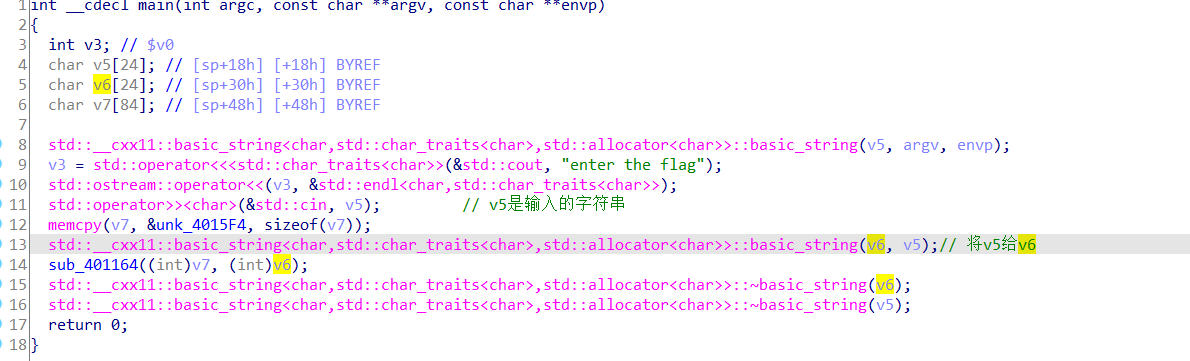 1 int __cdecl main(int argc, const char **argv, const char **envp)
2 {
3 int v3; // $v0
4 char v5[24]; // [sp+18h] [+18h] BYREF
5 char v6[24]; // [sp+30h] [+30h] BYREF
6 char v7[84]; // [sp+48h] [+48h] BYREF
7
8 std::__cxx11::basic_string<char,std::char_traits<char>,std::allocator<char>>::basic_string(v5, argv, envp);
9 v3 = std::operator<<<std::char_traits<char>>(&std::cout, "enter the flag");
10 std::ostream::operator<<(v3, &std::endl<char,std::char_traits<char>>);
11 std::operator>><char>(&std::cin, v5); // v5是输入的字符串
12 memcpy(v7, &unk_4015F4, sizeof(v7));
13 std::__cxx11::basic_string<char,std::char_traits<char>,std::allocator<char>>::basic_string(v6, v5);// 将v5给v6
14 sub_401164((int)v7, (int)v6);
15 std::__cxx11::basic_string<char,std::char_traits<char>,std::allocator<char>>::~basic_string(v6);
16 std::__cxx11::basic_string<char,std::char_traits<char>,std::allocator<char>>::~basic_string(v5);
17 return 0;
18 }